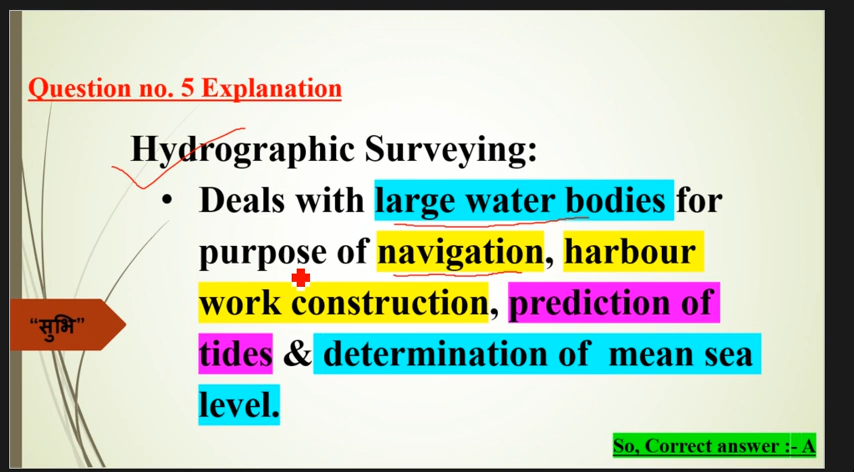 Question no. 5 Explanation
Hydrographic Surveying:
• Deals with large water bodies for
purpose of navigation, harbour
work construction, prediction of
tides & determination of mean sea
level.
“सुभि”
So, Correct answer :- A